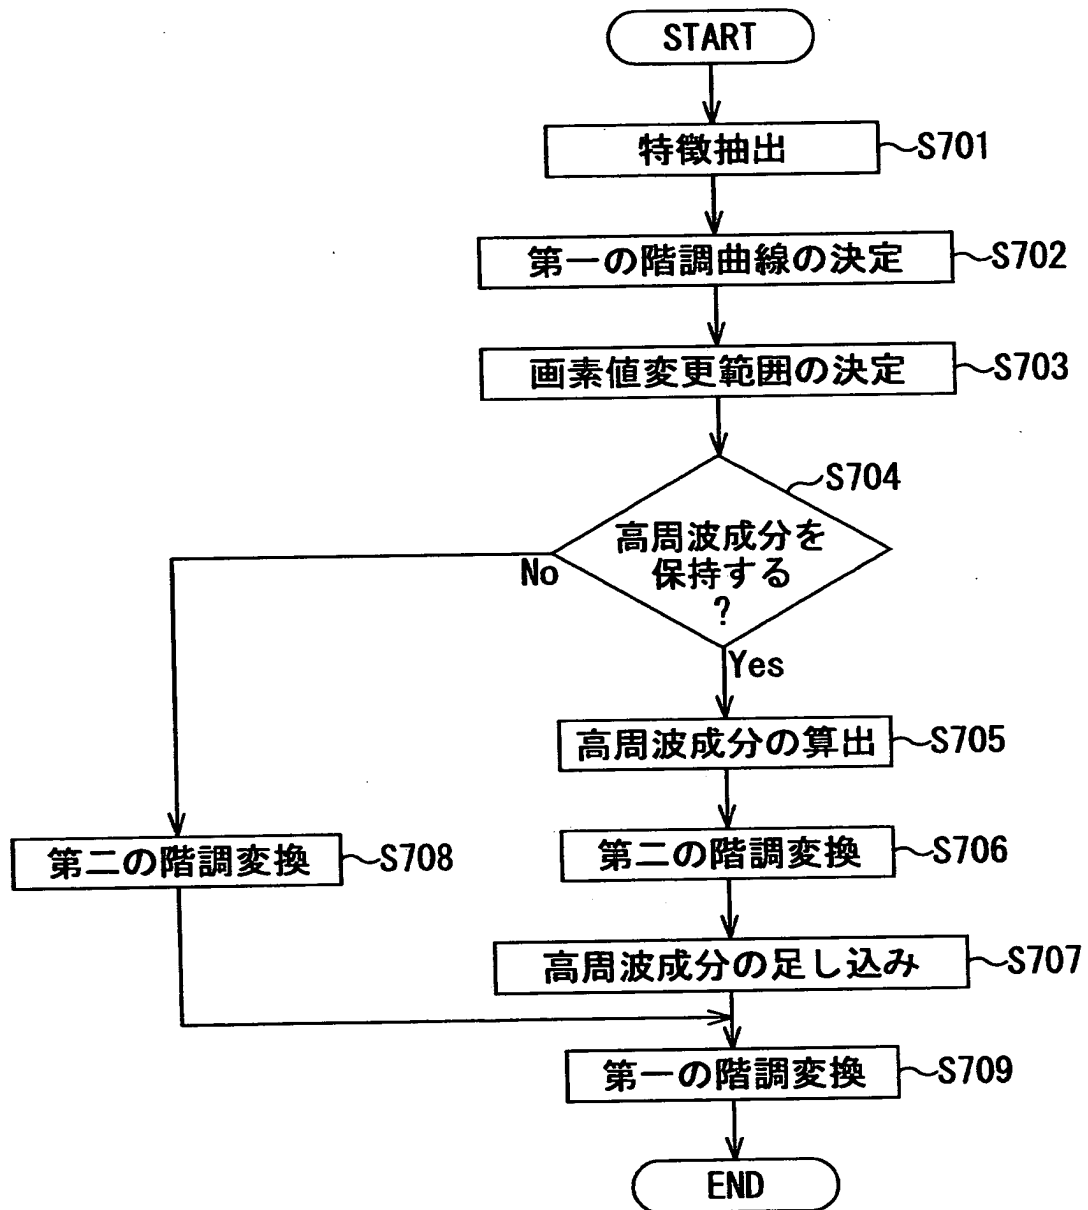 START
特徴抽出
S701
第一の階調曲線の決定
S702
画素値変更範囲の決定
S703
S704
高周波成分を
保持する
?
No
Yes
高周波成分の算出
S705
第二の階調変換
S708
第二の階調変換
S706
高周波成分の足し込み
S707
第一の階調変換
S709
END